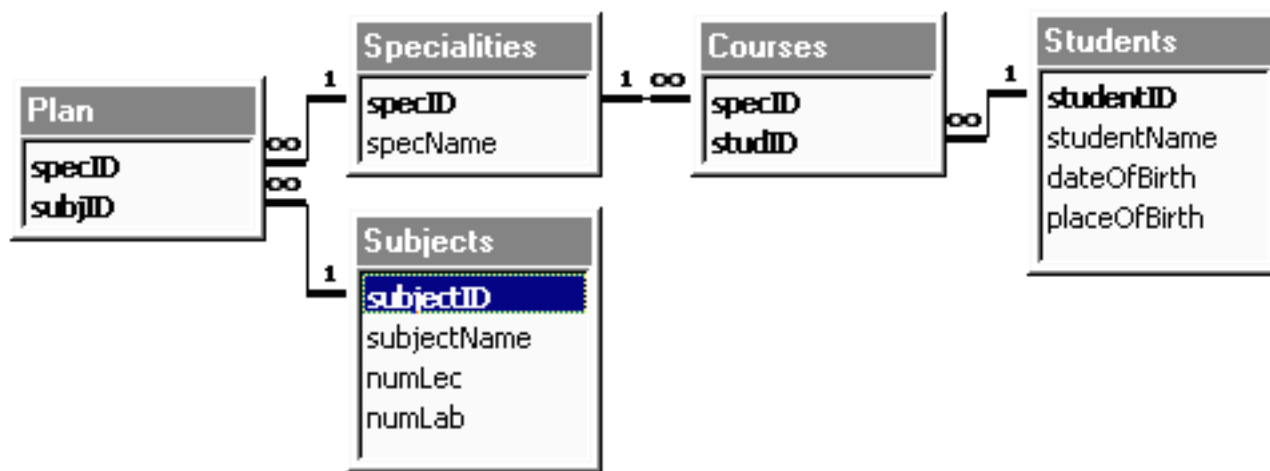 Plan
specID
subjID
1
∞
∞
1
Specialities
specID
specName
Subjects
subjectID
subjectName
numLec
numLab
1
∞
Courses
specID
studID
∞
1
Students
studentID
studentName
dateOfBirth
placeOfBirth